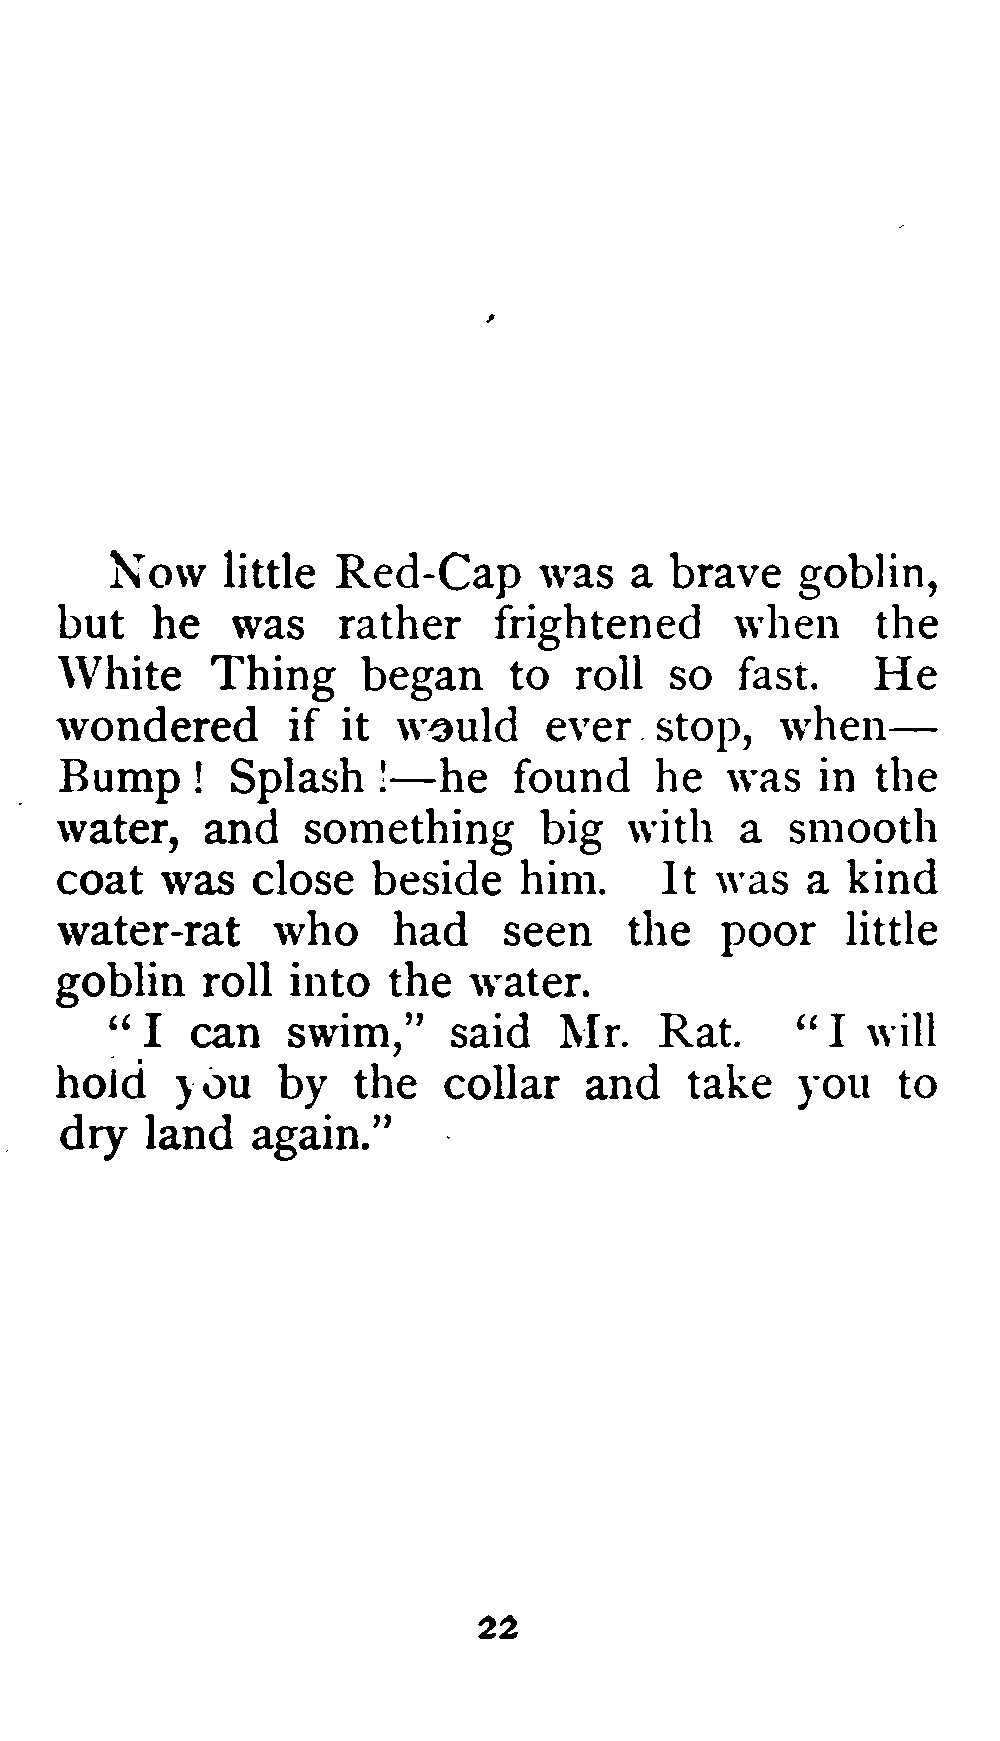 Now little Red-Cap was a brave goblin,
but he was rather frightened when the
White Thing began to roll so fast. He
wondered if it would ever stop, when—
Bump ! Splash !—he found he was in the
water, and something big with a smooth
coat was close beside him. It was a kind
water-rat who had seen the poor little
goblin roll into the water.
“ I can swim,” said Mr. Rat. “ I will
hold you by the collar and take you to
dry land again.”
22